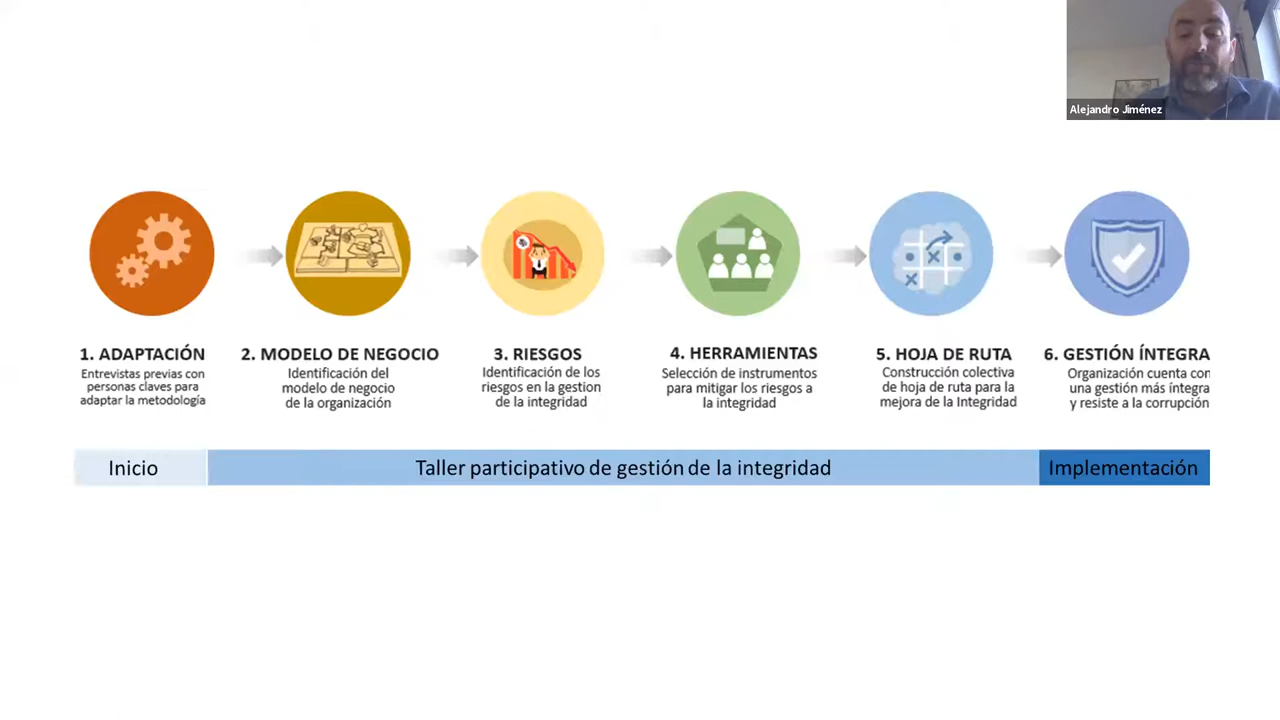 Alejandro Jiménez
1. ADAPTACIÓN
Entrevistas previas con
personas claves para
adaptar la metodología
2. MODELO DE NEGOCIO
Identificación del
modelo de negocio
de la organización
3. RIESGOS
Identificación de los
riesgos en la gestion
de la integridad
4. HERRAMIENTAS
Selección de instrumentos
para mitigar los riesgos a
la integridad
5. HOJA DE RUTA
Construcción colectiva
de hoja de ruta para la
mejora de la Integridad
6. GESTIÓN ÍNTEGRA
Organización cuenta con
una gestión más íntegra
y resiste a la corrupción
Inicio
Taller participativo de gestión de la integridad
Implementación